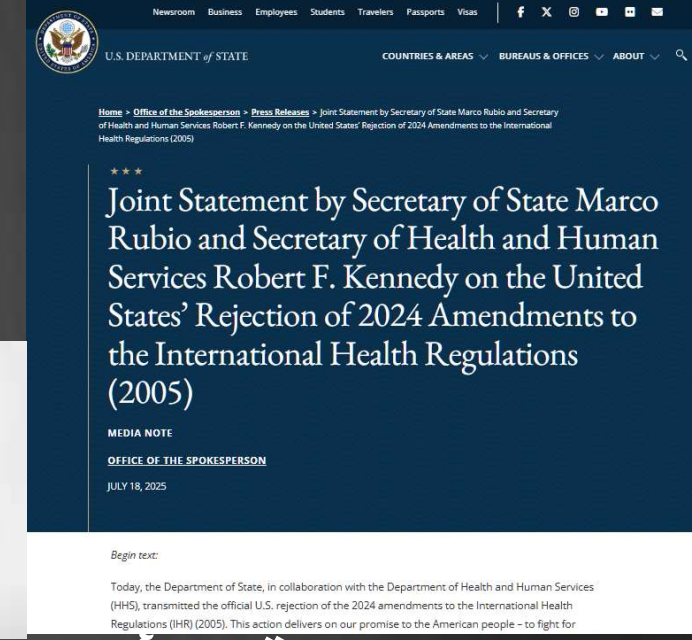 Newsroom Business Employees Students Travelers Passports Visas
U.S. DEPARTMENT of STATE
COUNTRIES & AREAS BUREAUS & OFFICES ABOUT
Home > Office of the Spokesperson > Press Releases > Joint Statement by Secretary of State Marco Rubio and Secretary
of Health and Human Services Robert F. Kennedy on the United States' Rejection of 2024 Amendments to the International
Health Regulations (2005)
Joint Statement by Secretary of State Marco
Rubio and Secretary of Health and Human
Services Robert F. Kennedy on the United
States' Rejection of 2024 Amendments to
the International Health Regulations
(2005)
MEDIA NOTE
OFFICE OF THE SPOKESPERSON
JULY 18, 2025
Begin text:
Today, the Department of State, in collaboration with the Department of Health and Human Services
(HHS), transmitted the official U.S. rejection of the 2024 amendments to the International Health
Regulations (IHR) (2005). This action delivers on our promise to the American people – to fight for